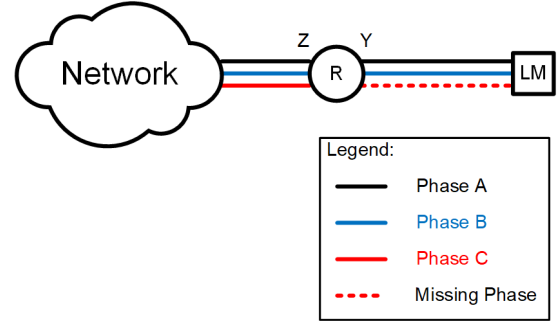 Z
Y
Network
R
LM
Legend:
Phase A
Phase B
Phase C
Missing Phase